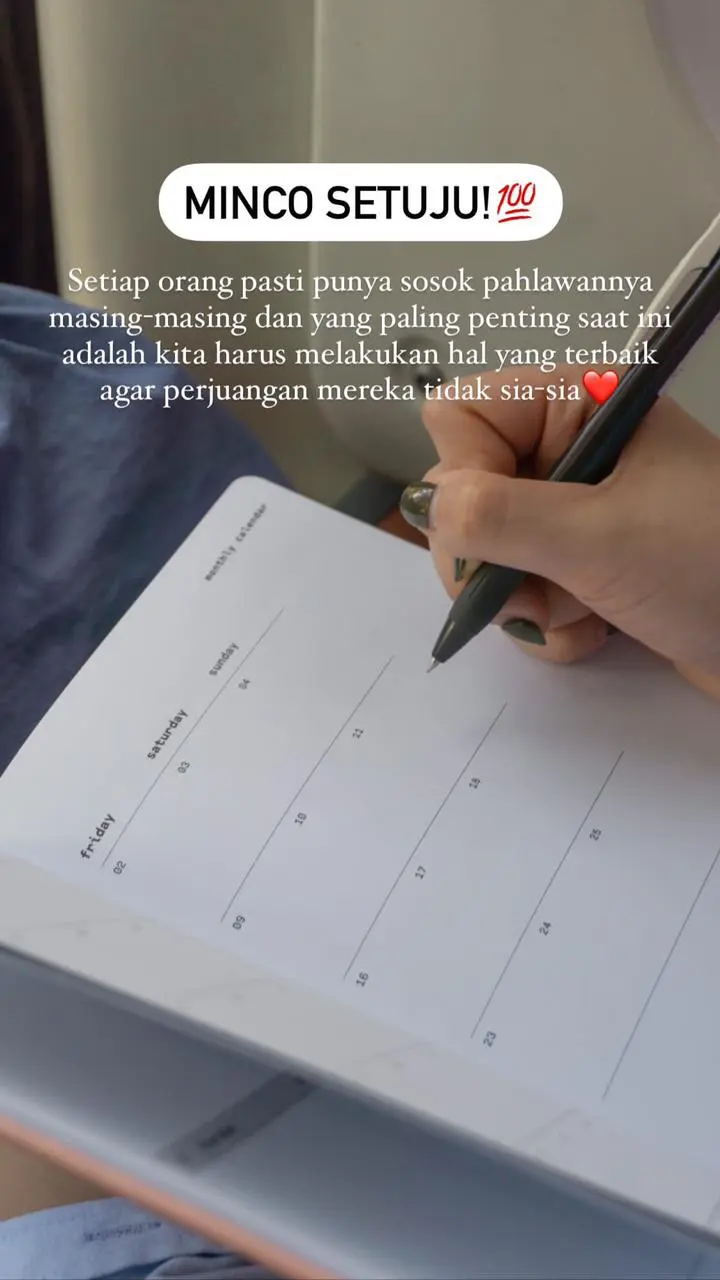 MINCO SETUJU!💯
Setiap orang pasti punya sosok pahlawannya
masing-masing dan yang paling penting saat ini
adalah kita harus melakukan hal yang terbaik
agar perjuangan mereka tidak sia-sia❤️
monthly calendar
friday saturday sunday
02 03 04
09 10 11
16 17 18
23 24 25